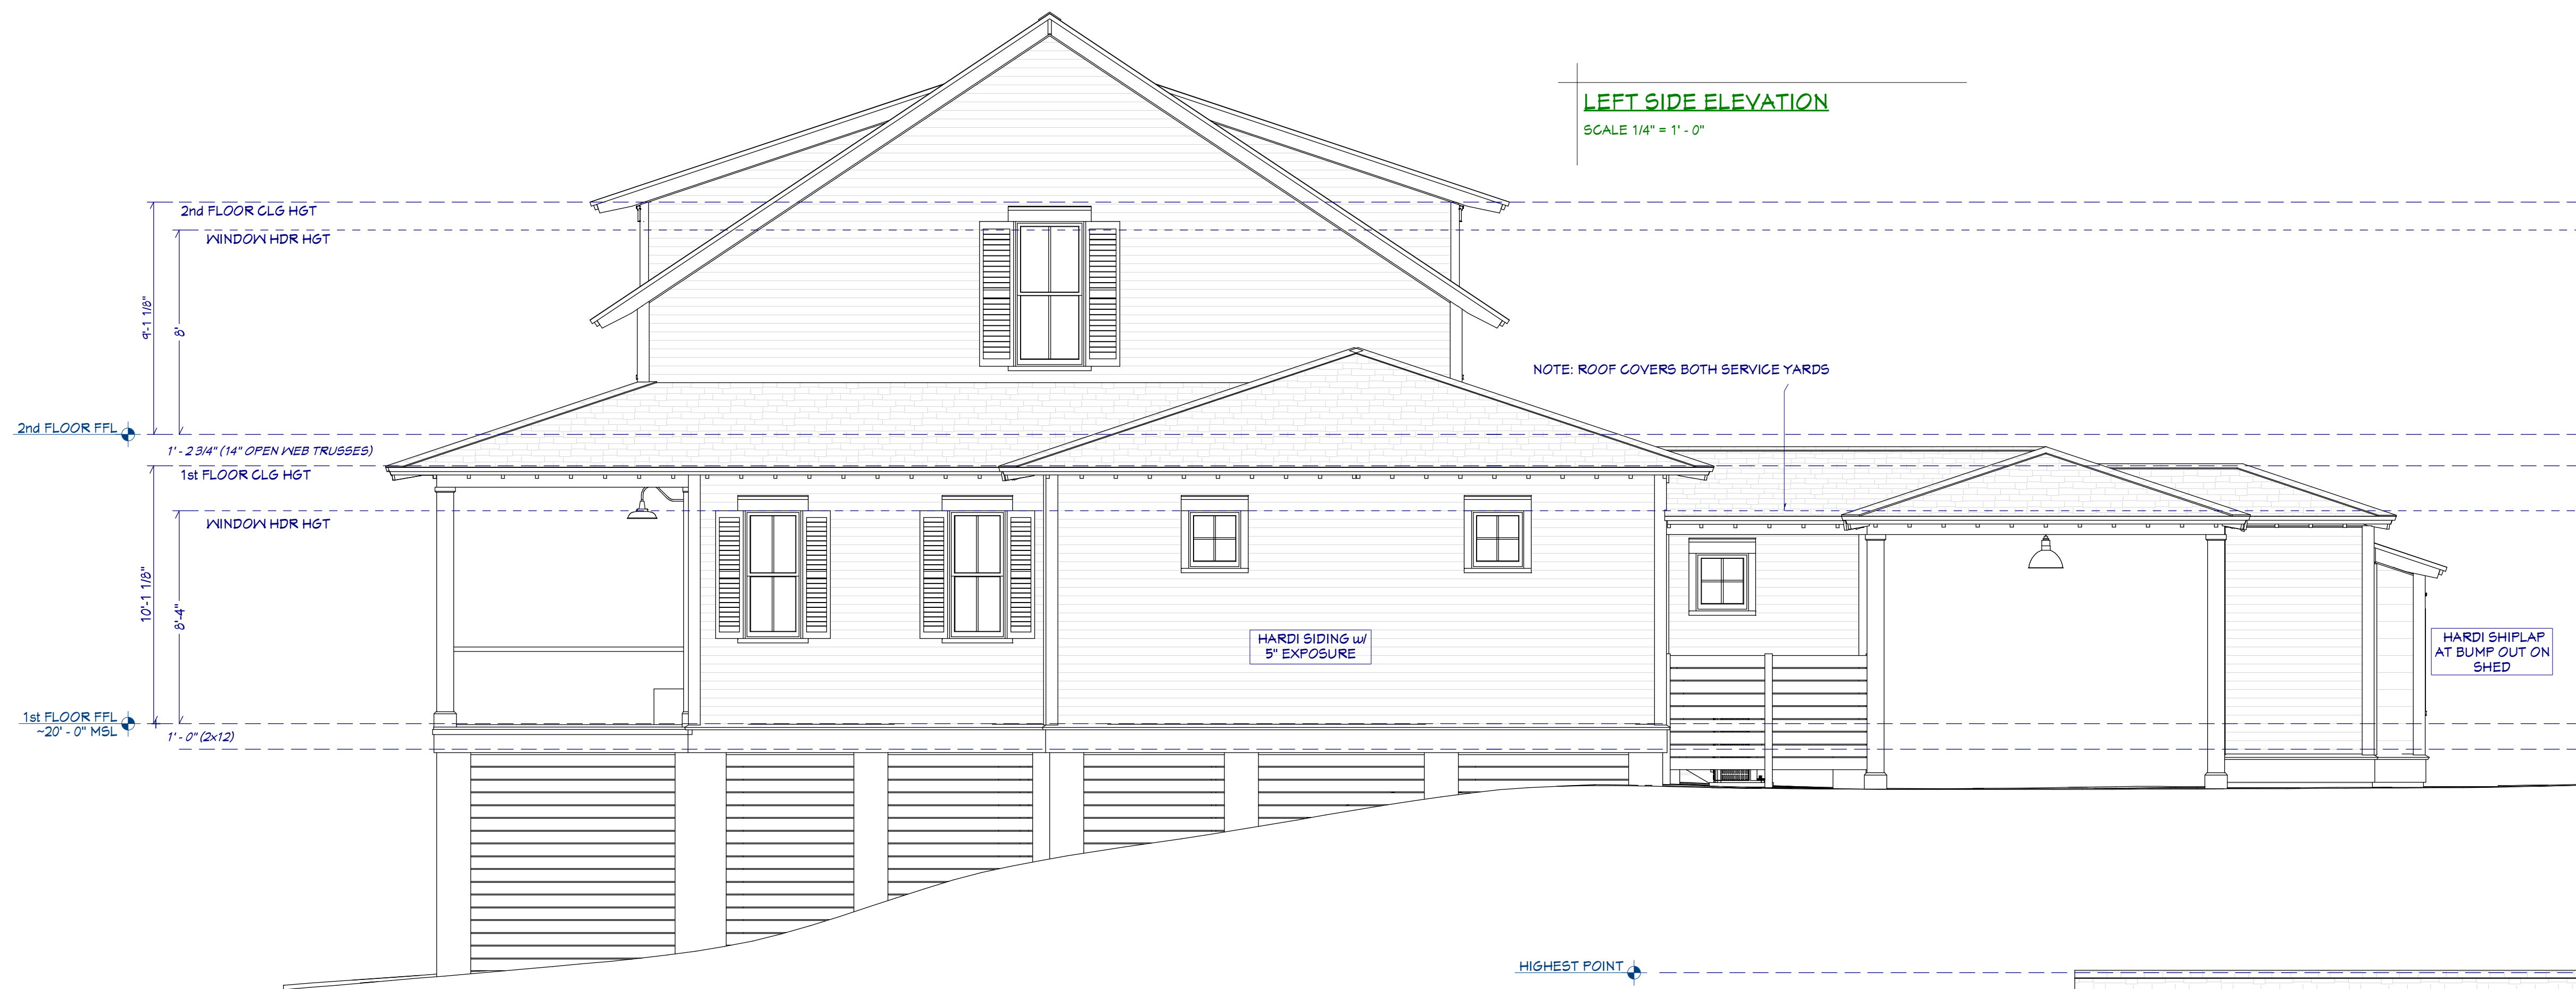 LEFT SIDE ELEVATION
SCALE 1/4" = 1' - 0"
2nd FLOOR CLG HGT
WINDOW HDR HGT
9'-1 1/8"
8'
NOTE: ROOF COVERS BOTH SERVICE YARDS
2nd FLOOR FFL
1' - 2 3/4" (14" OPEN WEB TRUSSES)
1st FLOOR CLG HGT
WINDOW HDR HGT
10'-1 1/8"
8'-4"
HARDI SIDING w/
5" EXPOSURE
HARDI SHIPLAP
AT BUMP OUT ON
SHED
1st FLOOR FFL
~20' - 0" MSL
1' - 0" (2x12)
HIGHEST POINT